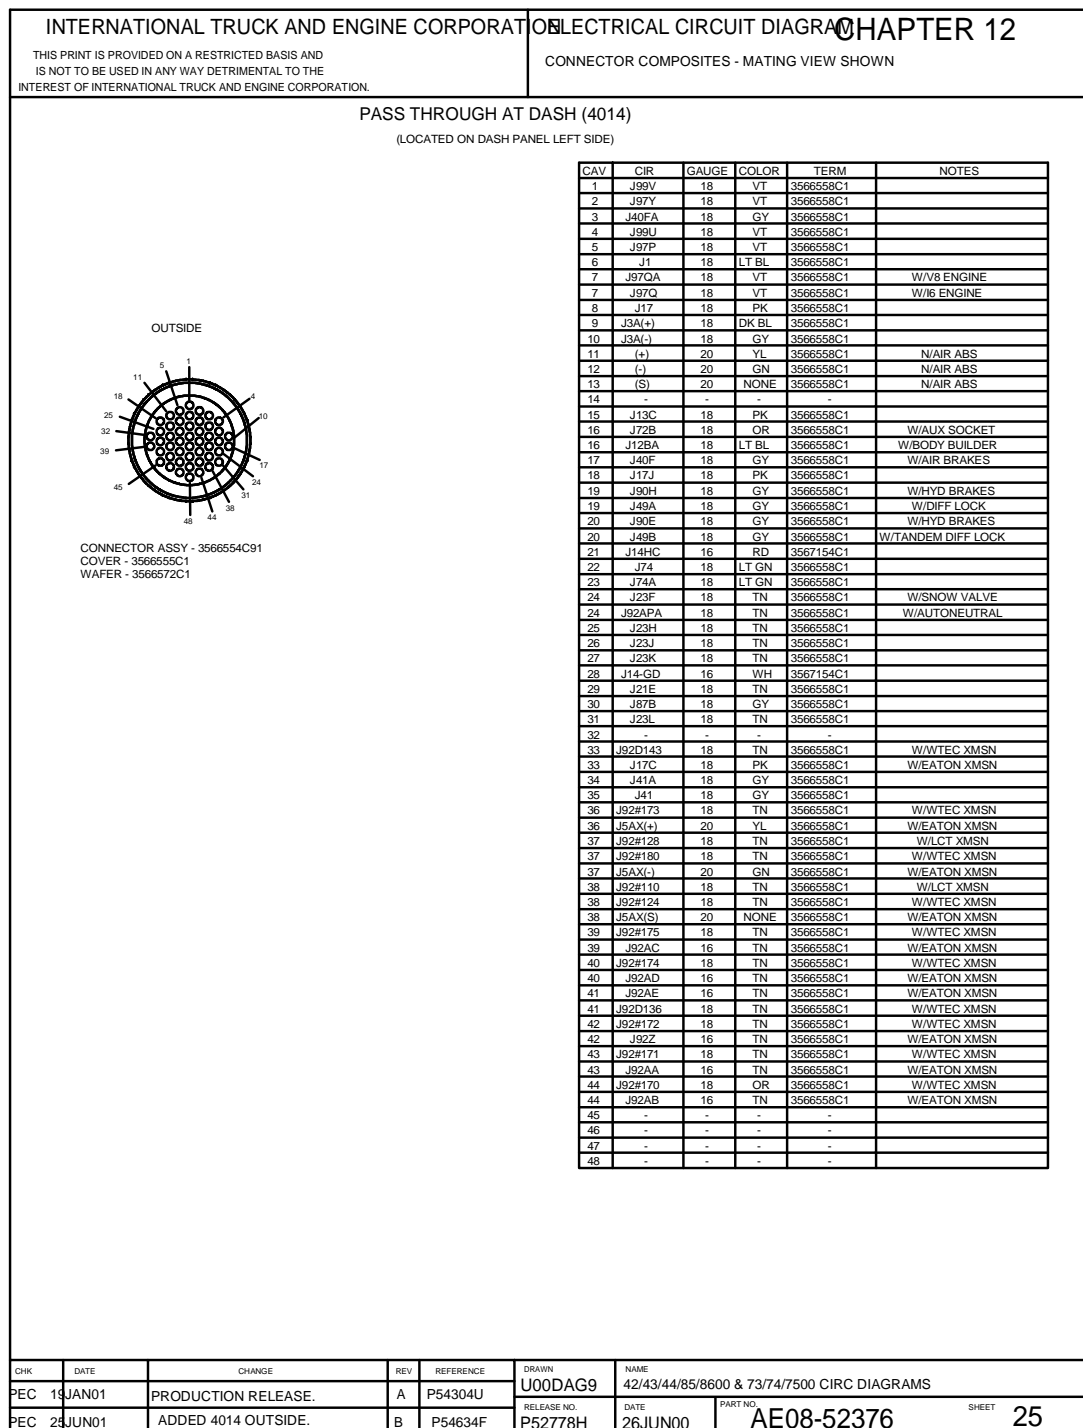 INTERNATIONAL TRUCK AND ENGINE CORPORATION
THIS PRINT IS PROVIDED ON A RESTRICTED BASIS AND
IS NOT TO BE USED IN ANY WAY DETRIMENTAL TO THE
INTEREST OF INTERNATIONAL TRUCK AND ENGINE CORPORATION.
ELECTRICAL CIRCUIT DIAGRAM
CHAPTER 12
CONNECTOR COMPOSITES - MATING VIEW SHOWN
PASS THROUGH AT DASH (4014)
(LOCATED ON DASH PANEL LEFT SIDE)
OUTSIDE
1
5
11
4
18
10
25
32
39
17
24
45
31
38
44
48
CONNECTOR ASSY - 3566554C91
COVER - 3566555C1
WAFER - 3566572C1
CAV CIR GAUGE COLOR TERM NOTES
1 J99V 18 VT 3566558C1
2 J97Y 18 VT 3566558C1
3 J40FA 18 GY 3566558C1
4 J99U 18 VT 3566558C1
5 J97P 18 VT 3566558C1
6 J1 18 LT BL 3566558C1
7 J97QA 18 VT 3566558C1 W/V8 ENGINE
7 J97Q 18 VT 3566558C1 W/I6 ENGINE
8 J17 18 PK 3566558C1
9 J3A(+) 18 DK BL 3566558C1
10 J3A(-) 18 GY 3566558C1
11 (+) 20 YL 3566558C1 N/AIR ABS
12 (-) 20 GN 3566558C1 N/AIR ABS
13 (S) 20 NONE 3566558C1 N/AIR ABS
14 - - - -
15 J13C 18 PK 3566558C1
16 J72B 18 OR 3566558C1 W/AUX SOCKET
16 J12BA 18 LT BL 3566558C1 W/BODY BUILDER
17 J40F 18 GY 3566558C1 W/AIR BRAKES
18 J17J 18 PK 3566558C1
19 J90H 18 GY 3566558C1 W/HYD BRAKES
19 J49A 18 GY 3566558C1 W/DIFF LOCK
20 J90E 18 GY 3566558C1 W/HYD BRAKES
20 J49B 18 GY 3566558C1 W/TANDEM DIFF LOCK
21 J14HC 16 RD 3567154C1
22 J74 18 LT GN 3566558C1
23 J74A 18 LT GN 3566558C1
24 J23F 18 TN 3566558C1 W/SNOW VALVE
24 J92APA 18 TN 3566558C1 W/AUTONEUTRAL
25 J23H 18 TN 3566558C1
26 J23J 18 TN 3566558C1
27 J23K 18 TN 3566558C1
28 J14-GD 16 WH 3567154C1
29 J21E 18 TN 3566558C1
30 J87B 18 GY 3566558C1
31 J23L 18 TN 3566558C1
32 - - - -
33 J92D143 18 TN 3566558C1 W/WTEC XMSN
33 J17C 18 PK 3566558C1 W/EATON XMSN
34 J41A 18 GY 3566558C1
35 J41 18 GY 3566558C1
36 J92#173 18 TN 3566558C1 W/WTEC XMSN
36 J5AX(+) 20 YL 3566558C1 W/EATON XMSN
37 J92#128 18 TN 3566558C1 W/LCT XMSN
37 J92#180 18 TN 3566558C1 W/WTEC XMSN
37 J5AX(-) 20 GN 3566558C1 W/EATON XMSN
38 J92#110 18 TN 3566558C1 W/LCT XMSN
38 J92#124 18 TN 3566558C1 W/WTEC XMSN
38 J5AX(S) 20 NONE 3566558C1 W/EATON XMSN
39 J92#175 18 TN 3566558C1 W/WTEC XMSN
39 J92AC 16 TN 3566558C1 W/EATON XMSN
40 J92#174 18 TN 3566558C1 W/WTEC XMSN
40 J92AD 16 TN 3566558C1 W/EATON XMSN
41 J92AE 16 TN 3566558C1 W/EATON XMSN
41 J92D136 18 TN 3566558C1 W/WTEC XMSN
42 J92#172 18 TN 3566558C1 W/WTEC XMSN
42 J92Z 16 TN 3566558C1 W/EATON XMSN
43 J92#171 18 TN 3566558C1 W/WTEC XMSN
43 J92AA 16 TN 3566558C1 W/EATON XMSN
44 J92#170 18 OR 3566558C1 W/WTEC XMSN
44 J92AB 16 TN 3566558C1 W/EATON XMSN
45 - - - -
46 - - - -
47 - - - -
48 - - - -
CHK DATE CHANGE REV REFERENCE DRAWN NAME
PEC 19JAN01 PRODUCTION RELEASE. A P54304U U00DAG9 42/43/44/85/8600 & 73/74/7500 CIRC DIAGRAMS
RELEASE NO. DATE PART NO. SHEET
PEC 25JUN01 ADDED 4014 OUTSIDE. B P54634F P52778H 26JUN00 AE08-52376 25